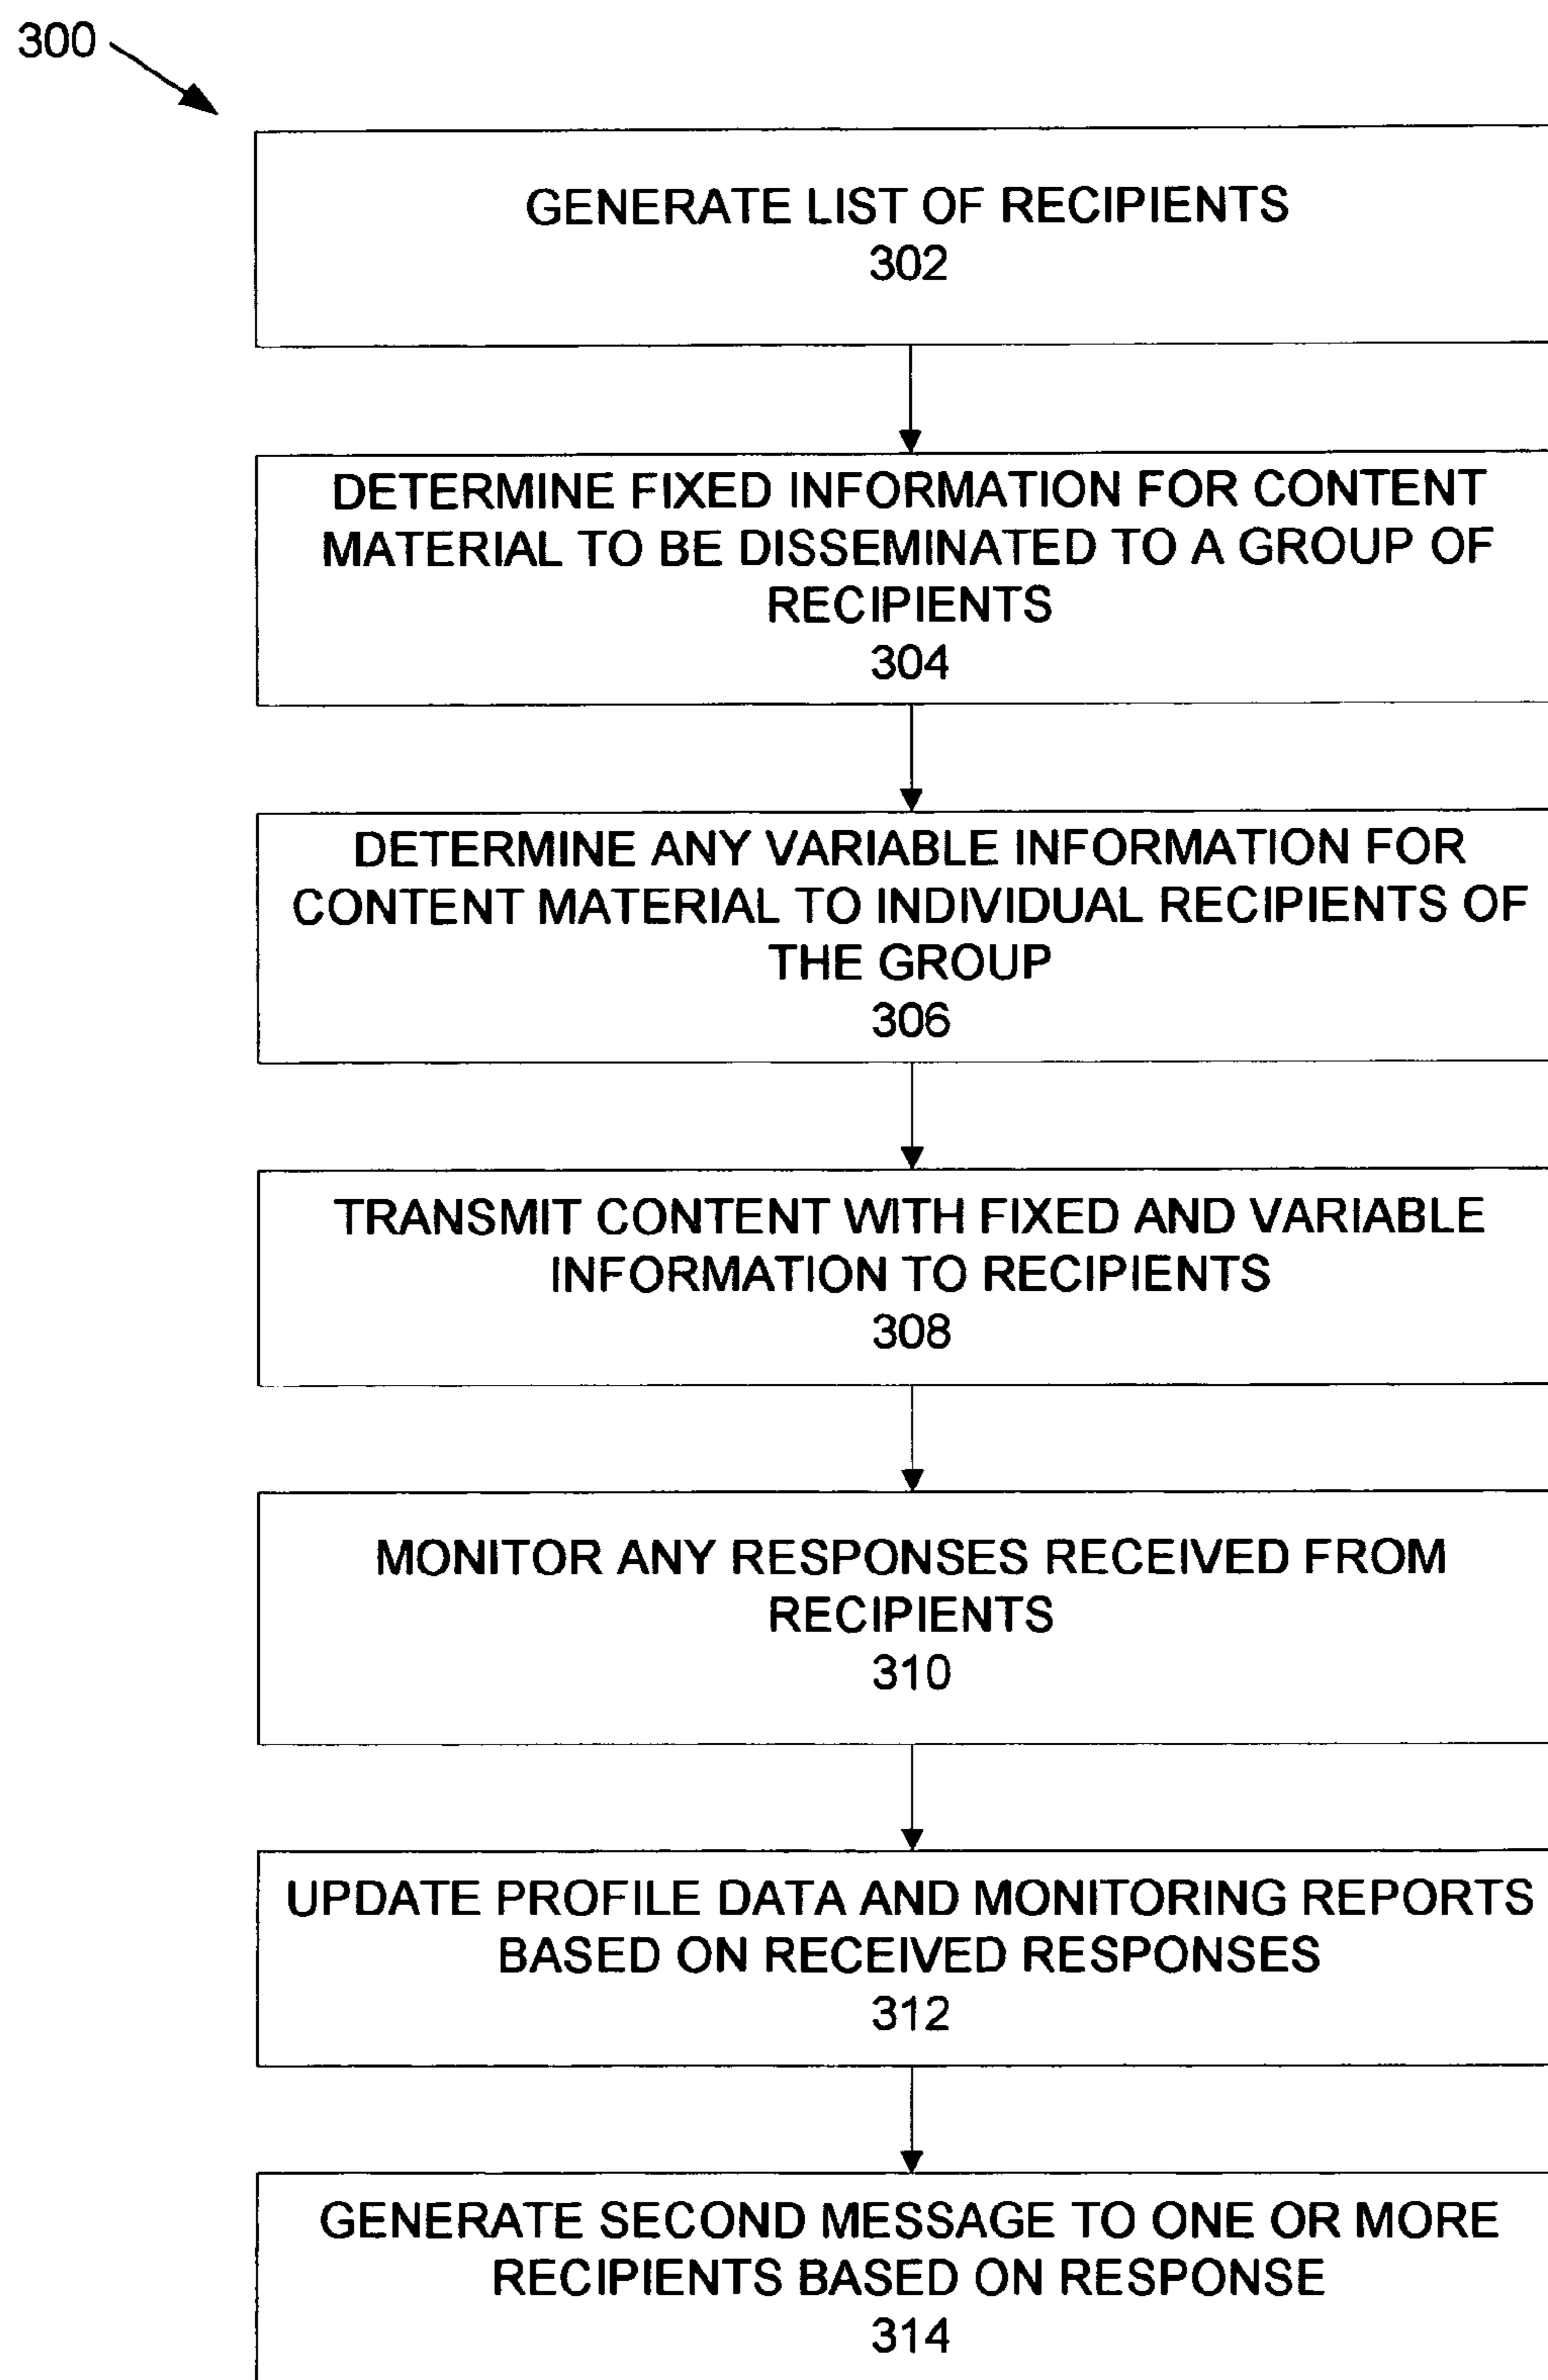 300
GENERATE LIST OF RECIPIENTS
302
DETERMINE FIXED INFORMATION FOR CONTENT
MATERIAL TO BE DISSEMINATED TO A GROUP OF
RECIPIENTS
304
DETERMINE ANY VARIABLE INFORMATION FOR
CONTENT MATERIAL TO INDIVIDUAL RECIPIENTS OF
THE GROUP
306
TRANSMIT CONTENT WITH FIXED AND VARIABLE
INFORMATION TO RECIPIENTS
308
MONITOR ANY RESPONSES RECEIVED FROM
RECIPIENTS
310
UPDATE PROFILE DATA AND MONITORING REPORTS
BASED ON RECEIVED RESPONSES
312
GENERATE SECOND MESSAGE TO ONE OR MORE
RECIPIENTS BASED ON RESPONSE
314